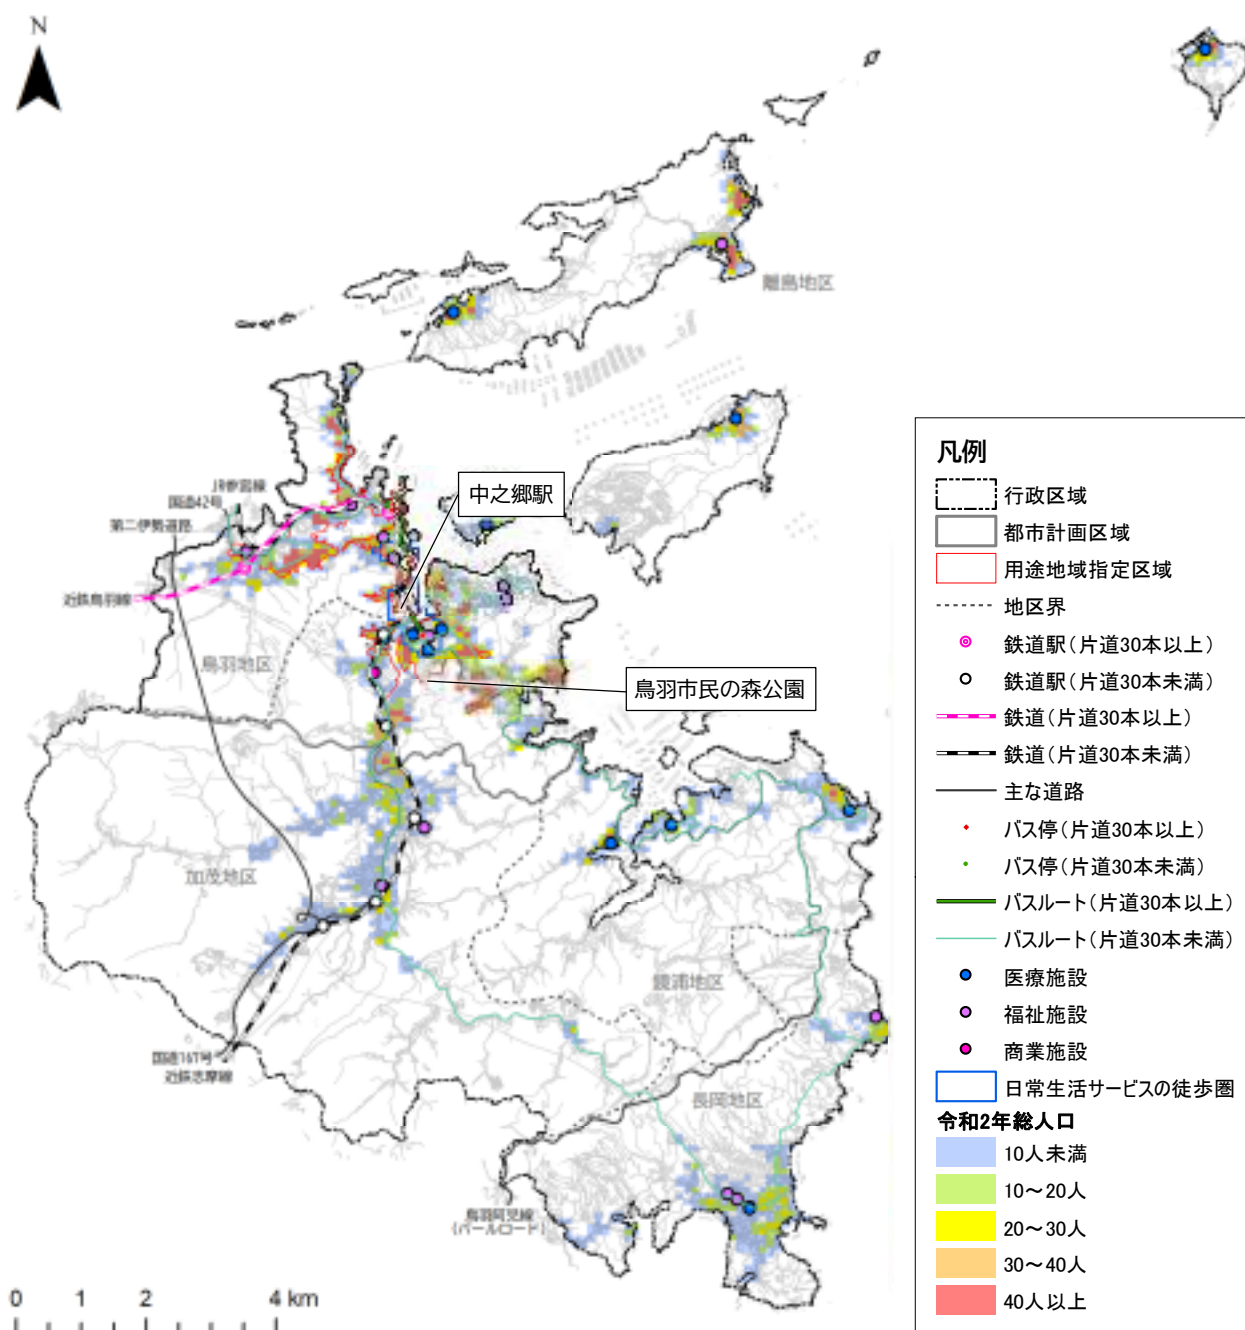 N
離島地区
中之郷駅
JR参宮線
国道42号
第二伊勢道路
近鉄鳥羽線
鳥羽地区
鳥羽市民の森公園
加茂地区
鏡浦地区
国道167号
近鉄志摩線
長岡地区
鳥羽阿児線
(パールロード)
0 1 2 4 km
凡例
行政区域
都市計画区域
用途地域指定区域
地区界
鉄道駅(片道30本以上)
鉄道駅(片道30本未満)
鉄道(片道30本以上)
鉄道(片道30本未満)
主な道路
バス停(片道30本以上)
バス停(片道30本未満)
バスルート(片道30本以上)
バスルート(片道30本未満)
医療施設
福祉施設
商業施設
日常生活サービスの徒歩圏
令和2年総人口
10人未満
10～20人
20～30人
30～40人
40人以上